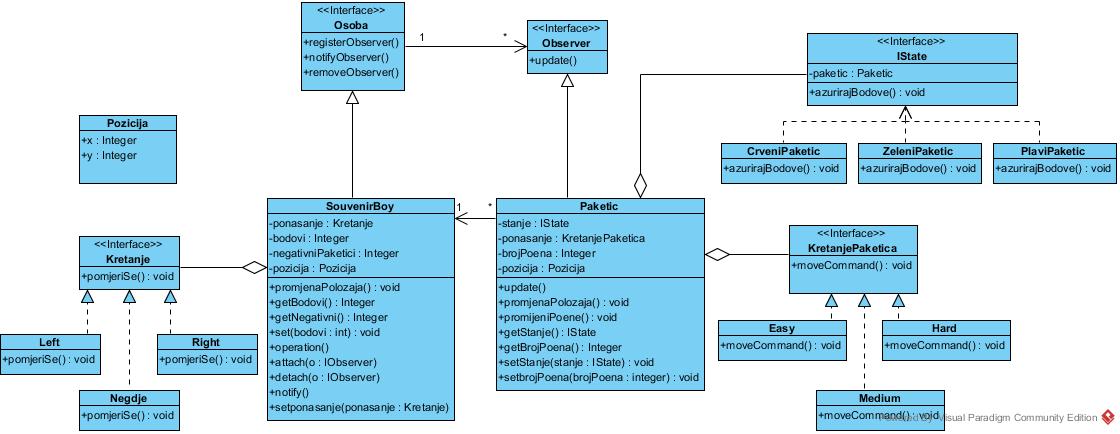 <<Interface>>
Osoba
+registerObserver()
+notifyObserver()
+removeObserver()
1
*
<<Interface>>
Observer
+update()
<<Interface>>
IState
-paketic : Paketic
+azurirajBodove() : void
CrveniPaketic
+azurirajBodove() : void
ZeleniPaketic
+azurirajBodove() : void
PlaviPaketic
+azurirajBodove() : void
Pozicija
+x : Integer
+y : Integer
SouvenirBoy
-ponasanje : Kretanje
-bodovi : Integer
-negativniPaketici : Integer
-pozicija : Pozicija
+promjenaPolozaja() : void
+getBodovi() : Integer
+getNegativni() : Integer
+set(bodovi : int) : void
+operation()
+attach(o : IObserver)
+detach(o : IObserver)
+notify()
+setponasanje(ponasanje : Kretanje)
1
*
Paketic
-stanje : IState
-ponasanje : KretanjePaketica
-brojPoena : Integer
-pozicija : Pozicija
+update()
+promjenaPolozaja() : void
+promijeniPoene() : void
+getStanje() : IState
+getBrojPoena() : Integer
+setStanje(stanje : IState) : void
+setbrojPoena(brojPoena : integer) : void
<<Interface>>
Kretanje
+pomjeriSe() : void
Left
+pomjeriSe() : void
Right
+pomjeriSe() : void
Negdje
+pomjeriSe() : void
<<Interface>>
KretanjePaketica
+moveCommand() : void
Easy
+moveCommand() : void
Hard
+moveCommand() : void
Medium
+moveCommand() : void
Powered By Visual Paradigm Community Edition